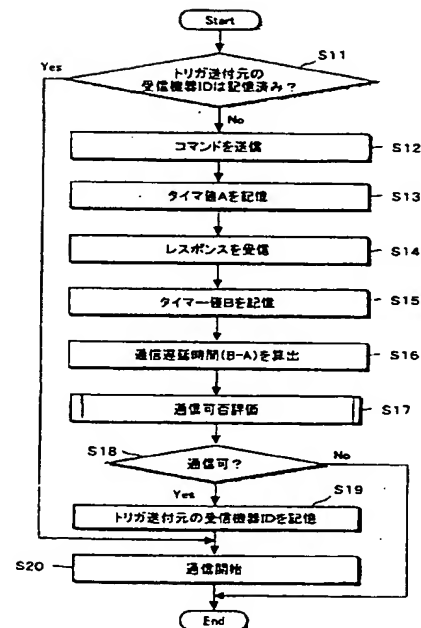 Start
S11
Yes
トリガ送付元の
受信機器IDは記憶済み?
No
コマンドを送信
S12
タイマ値Aを記憶
S13
レスポンスを受信
S14
タイマー値Bを記憶
S15
通信遅延時間(B-A)を算出
S16
通信可否評価
S17
S18
通信可?
No
Yes
S19
トリガ送付元の受信機器IDを記憶
S20
通信開始
End